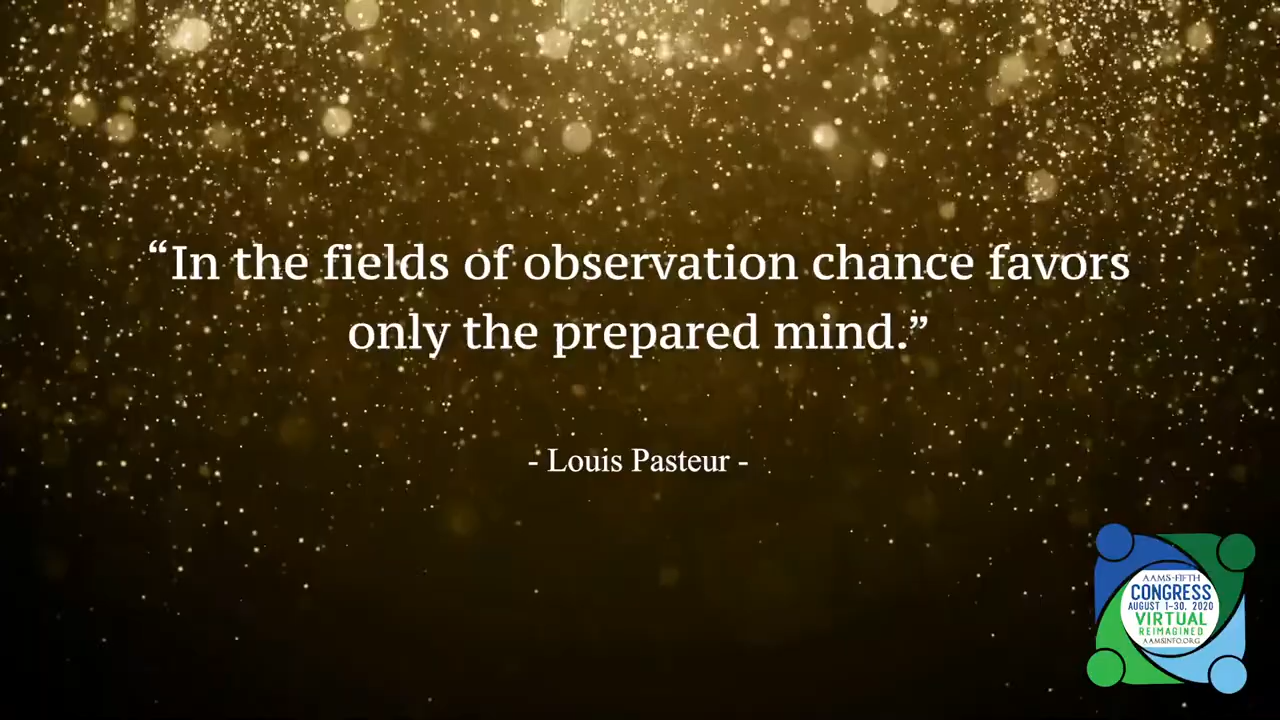 “In the fields of observation chance favors
only the prepared mind.”
- Louis Pasteur -
AAMS-FIFTH
CONGRESS
AUGUST 1-30, 2020
VIRTUAL
REIMAGINED
AAMSINFO.ORG